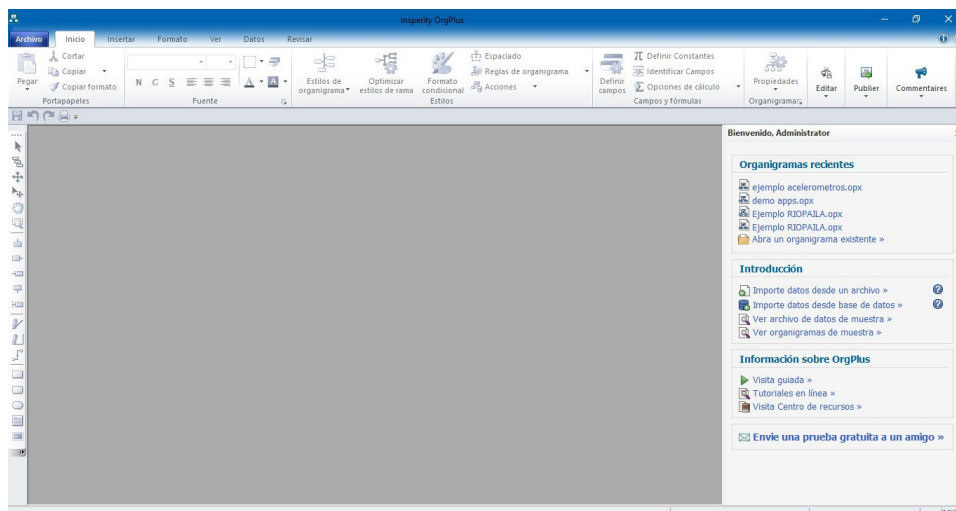 Insperity OrgPlus
Archivo Inicio Insertar Formato Ver Datos Revisar
Pegar
Cortar
Copiar
Copiar formato
Portapapeles
N C S
A A
Fuente
Estilos de organigrama
Optimizar estilos de rama
Formato condicional
Espaciado
Reglas de organigrama
Acciones
Estilos
Definir campos
Definir Constantes
Identificar Campos
Opciones de cálculo
Campos y fórmulas
Propiedades
Organigramas
Editar
Publier
Commentaires
Bienvenido, Administrator
Organigramas recientes
ejemplo acelerometros.opx
demo apps.opx
Ejemplo RIOPAILA.opx
Ejemplo RIOPAILA.opx
Abra un organigrama existente »
Introducción
Importe datos desde un archivo »
Importe datos desde base de datos »
Ver archivo de datos de muestra »
Ver organigramas de muestra »
Información sobre OrgPlus
Visita guiada »
Tutoriales en línea »
Visita Centro de recursos »
Envie una prueba gratuita a un amigo »